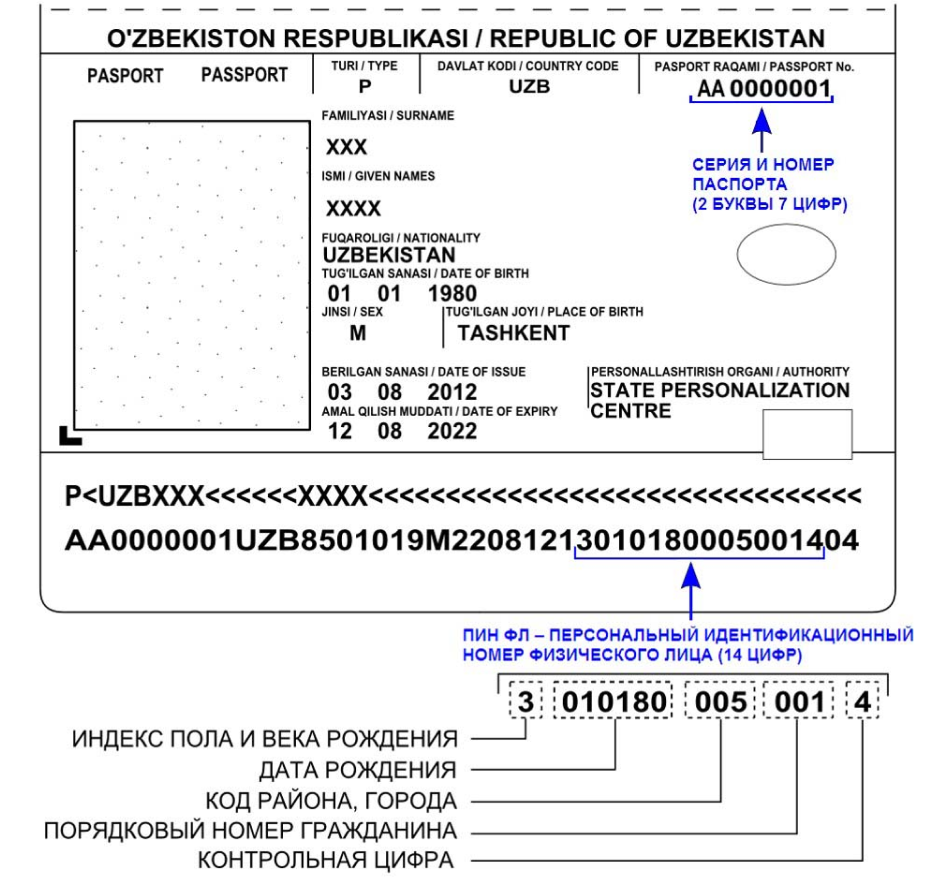 O'ZBEKISTON RESPUBLIKASI / REPUBLIC OF UZBEKISTAN
PASPORT PASSPORT
TURI / TYPE
P
DAVLAT KODI / COUNTRY CODE
UZB
PASPORT RAQAMI / PASSPORT No.
AA 0000001
СЕРИЯ И НОМЕР
ПАСПОРТА
(2 БУКВЫ 7 ЦИФР)
FAMILIYASI / SURNAME
XXX
ISMI / GIVEN NAMES
XXXX
FUQAROLIGI / NATIONALITY
UZBEKISTAN
TUG'ILGAN SANASI / DATE OF BIRTH
01 01 1980
JINSI / SEX
M
TUG'ILGAN JOYI / PLACE OF BIRTH
TASHKENT
BERILGAN SANASI / DATE OF ISSUE
03 08 2012
AMAL QILISH MUDDATI / DATE OF EXPIRY
12 08 2022
PERSONALLASHTIRISH ORGANI / AUTHORITY
STATE PERSONALIZATION
CENTRE
P<UZBXXX<<<<<<XXXX<<<<<<<<<<<<<<<<<<<<<<<<<<<<<<<<
AA0000001UZB8501019M22081213010180005001404
ПИН ФЛ – ПЕРСОНАЛЬНЫЙ ИДЕНТИФИКАЦИОННЫЙ
НОМЕР ФИЗИЧЕСКОГО ЛИЦА (14 ЦИФР)
3 010180 005 001 4
ИНДЕКС ПОЛА И ВЕКА РОЖДЕНИЯ
ДАТА РОЖДЕНИЯ
КОД РАЙОНА, ГОРОДА
ПОРЯДКОВЫЙ НОМЕР ГРАЖДАНИНА
КОНТРОЛЬНАЯ ЦИФРА